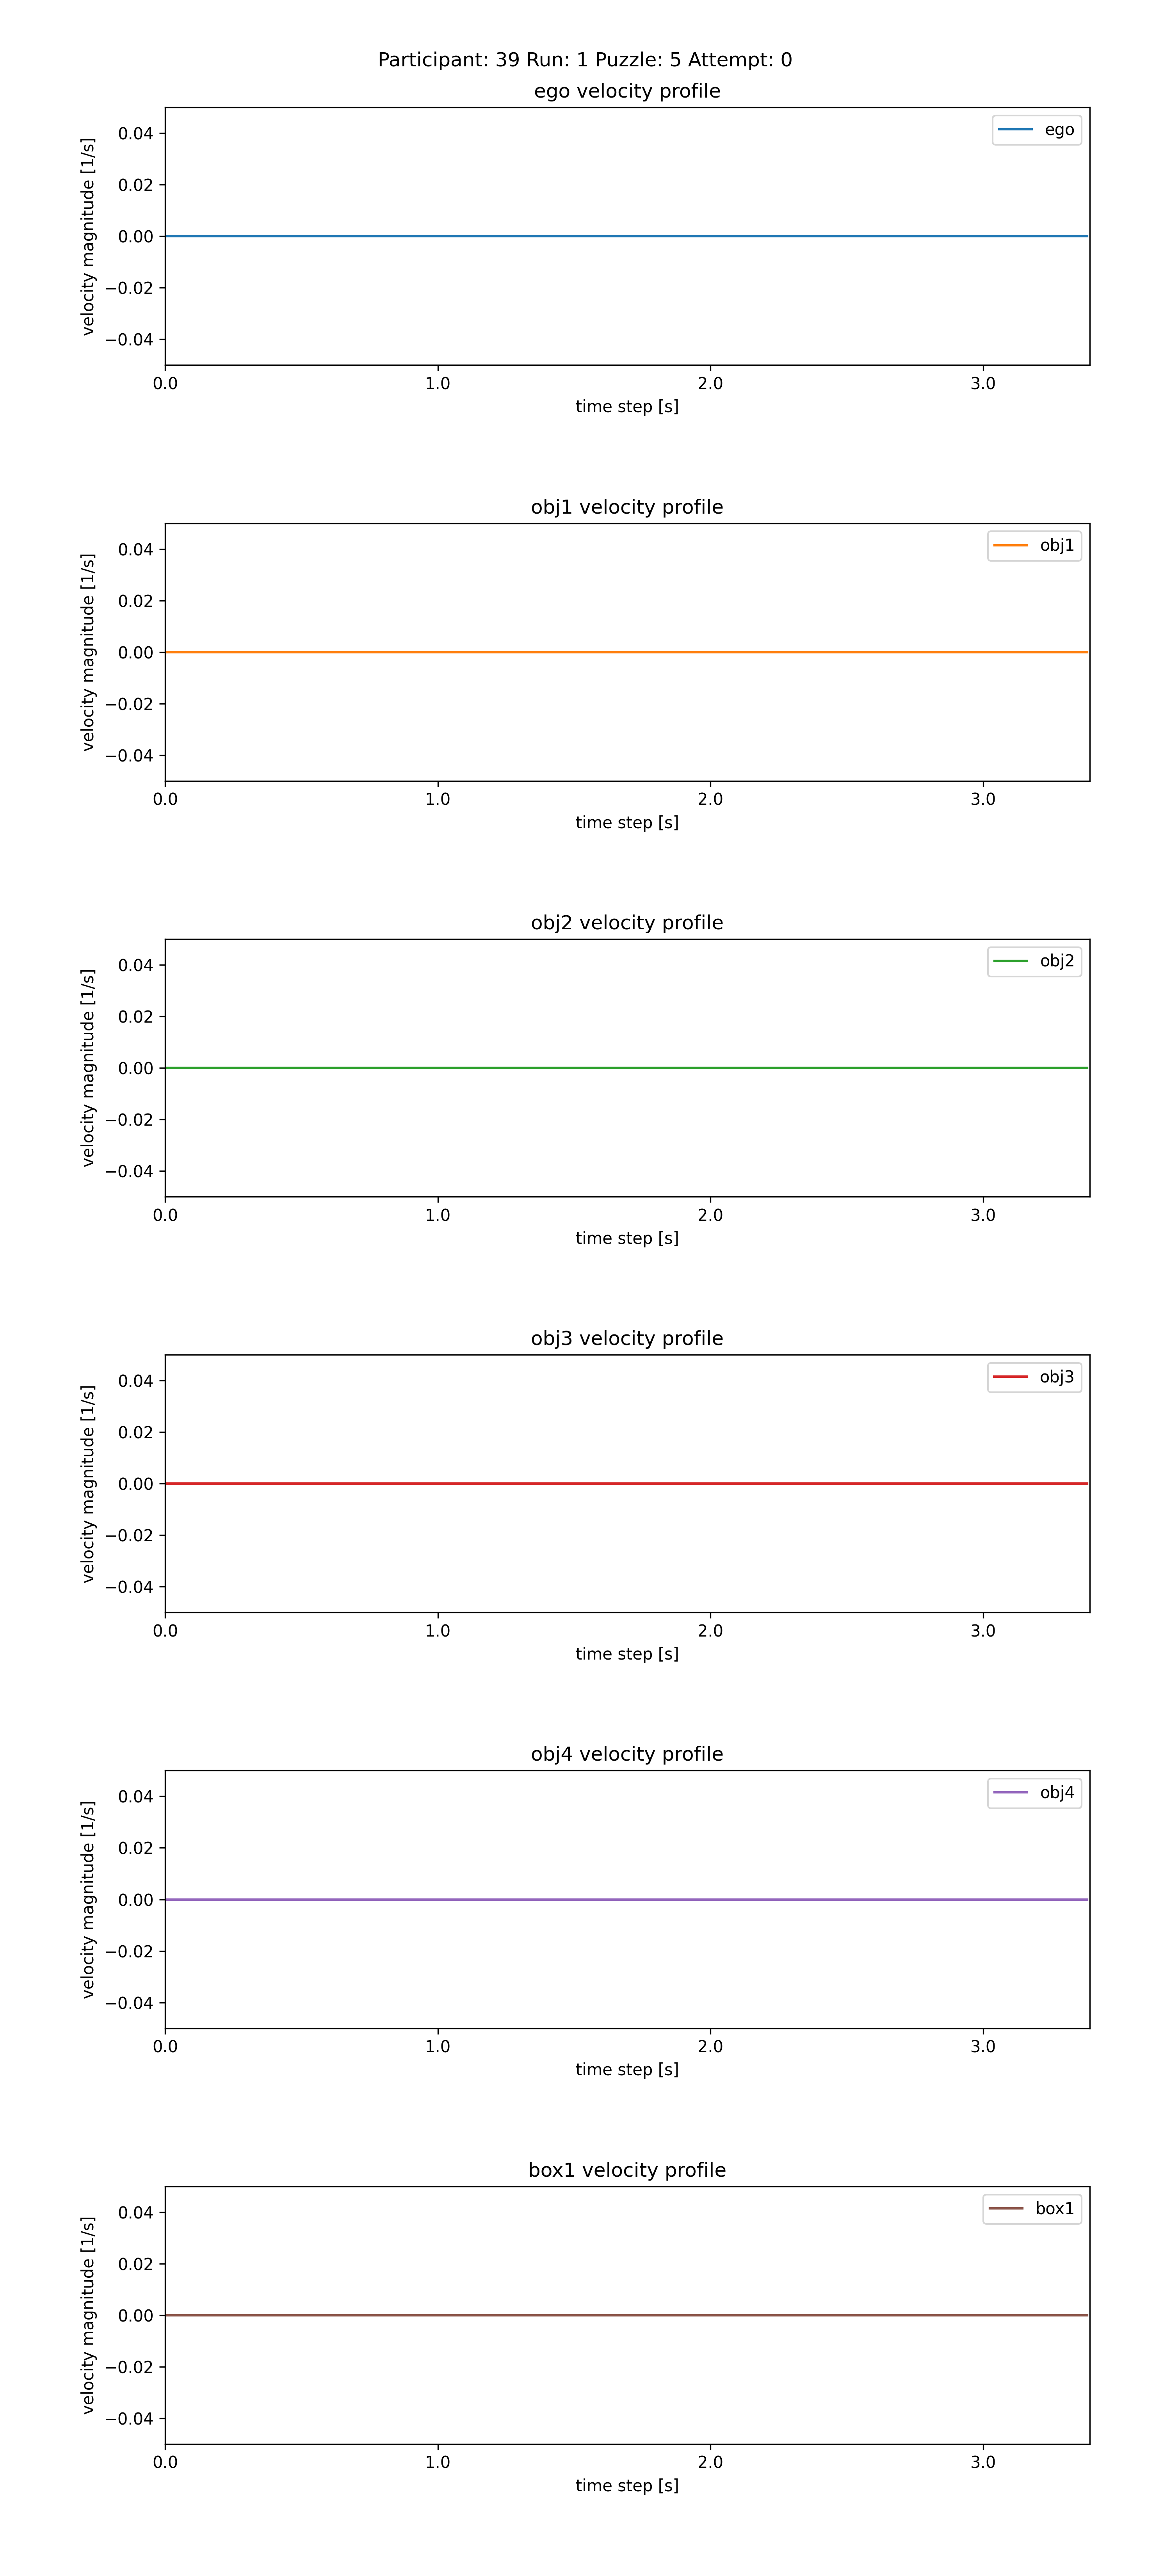 Participant: 39 Run: 1 Puzzle: 5 Attempt: 0
ego velocity profile
ego
velocity magnitude [1/s]
0.04
0.02
0.00
−0.02
−0.04
0.0 1.0 2.0 3.0
time step [s]
obj1 velocity profile
obj1
velocity magnitude [1/s]
0.04
0.02
0.00
−0.02
−0.04
0.0 1.0 2.0 3.0
time step [s]
obj2 velocity profile
obj2
velocity magnitude [1/s]
0.04
0.02
0.00
−0.02
−0.04
0.0 1.0 2.0 3.0
time step [s]
obj3 velocity profile
obj3
velocity magnitude [1/s]
0.04
0.02
0.00
−0.02
−0.04
0.0 1.0 2.0 3.0
time step [s]
obj4 velocity profile
obj4
velocity magnitude [1/s]
0.04
0.02
0.00
−0.02
−0.04
0.0 1.0 2.0 3.0
time step [s]
box1 velocity profile
box1
velocity magnitude [1/s]
0.04
0.02
0.00
−0.02
−0.04
0.0 1.0 2.0 3.0
time step [s]